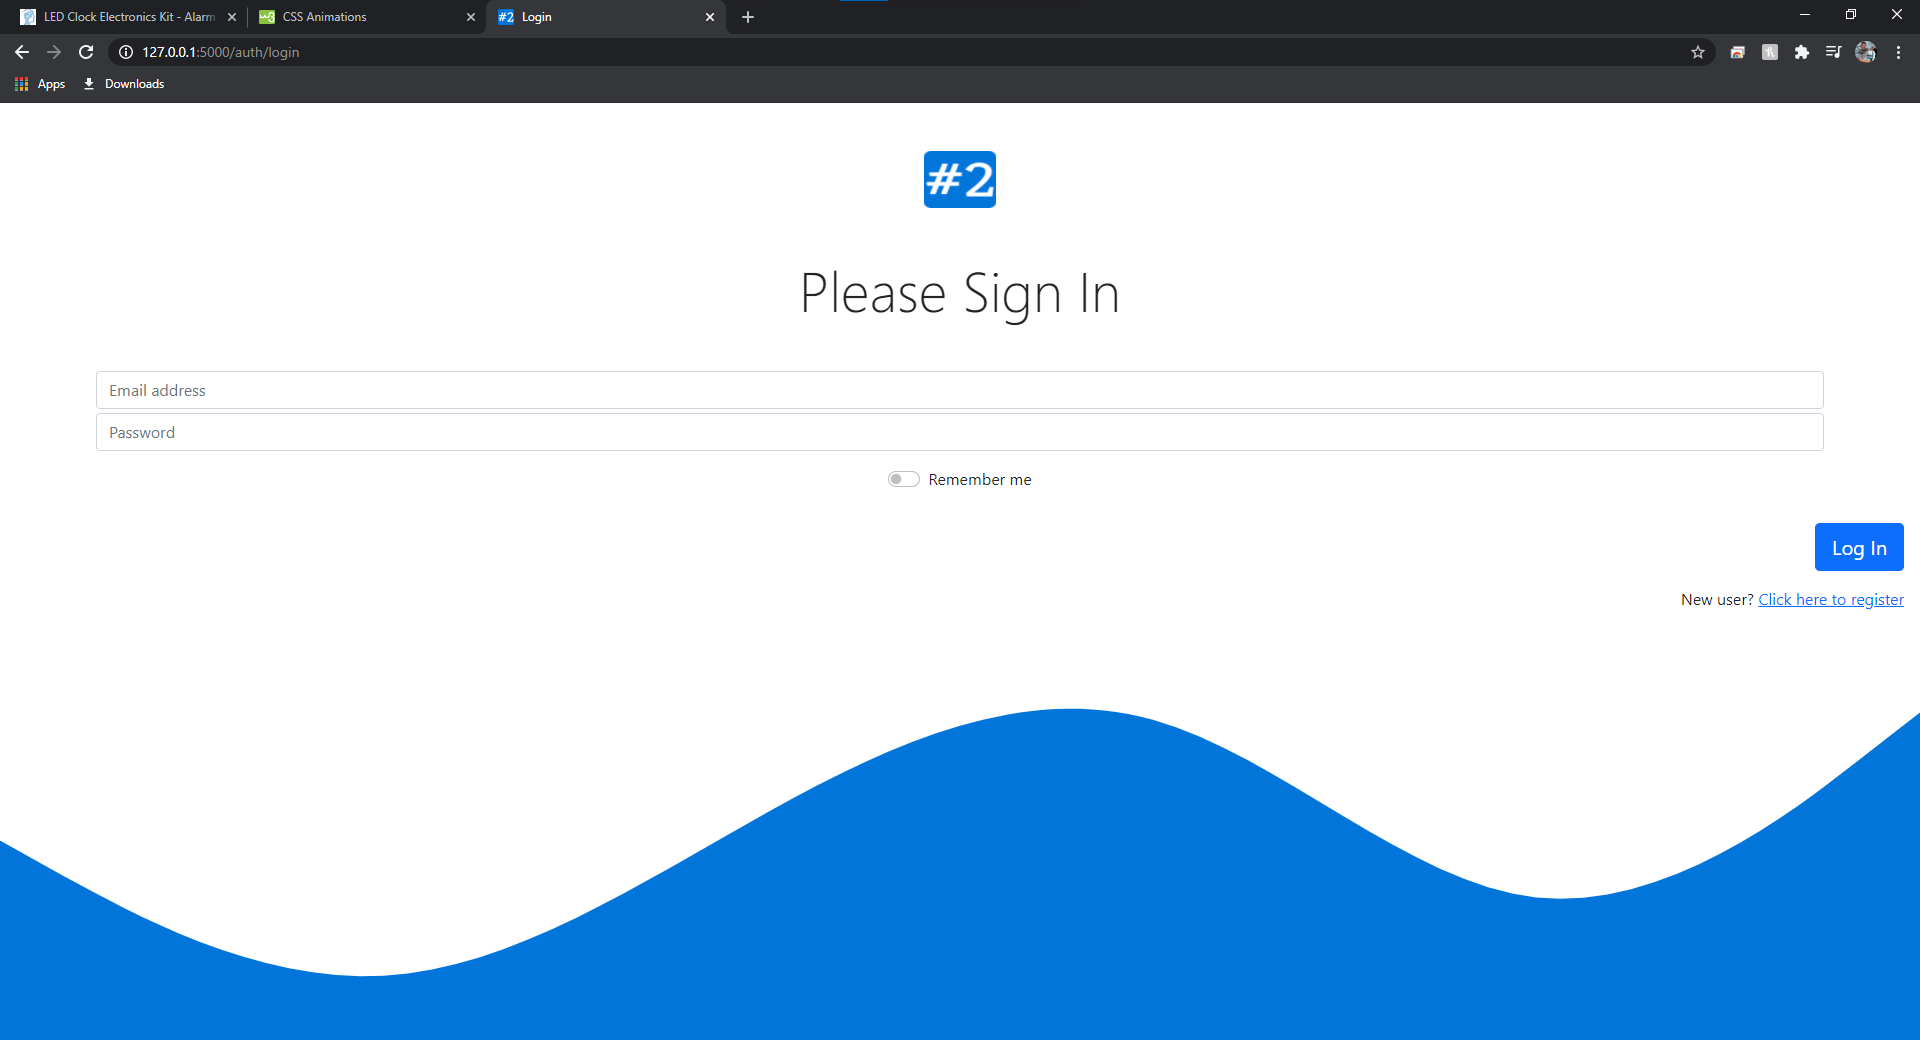 LED Clock Electronics Kit - Alarm
CSS Animations
#2 Login
127.0.0.1:5000/auth/login
Apps
Downloads
#2
Please Sign In
Email address
Password
Remember me
Log In
New user? Click here to register